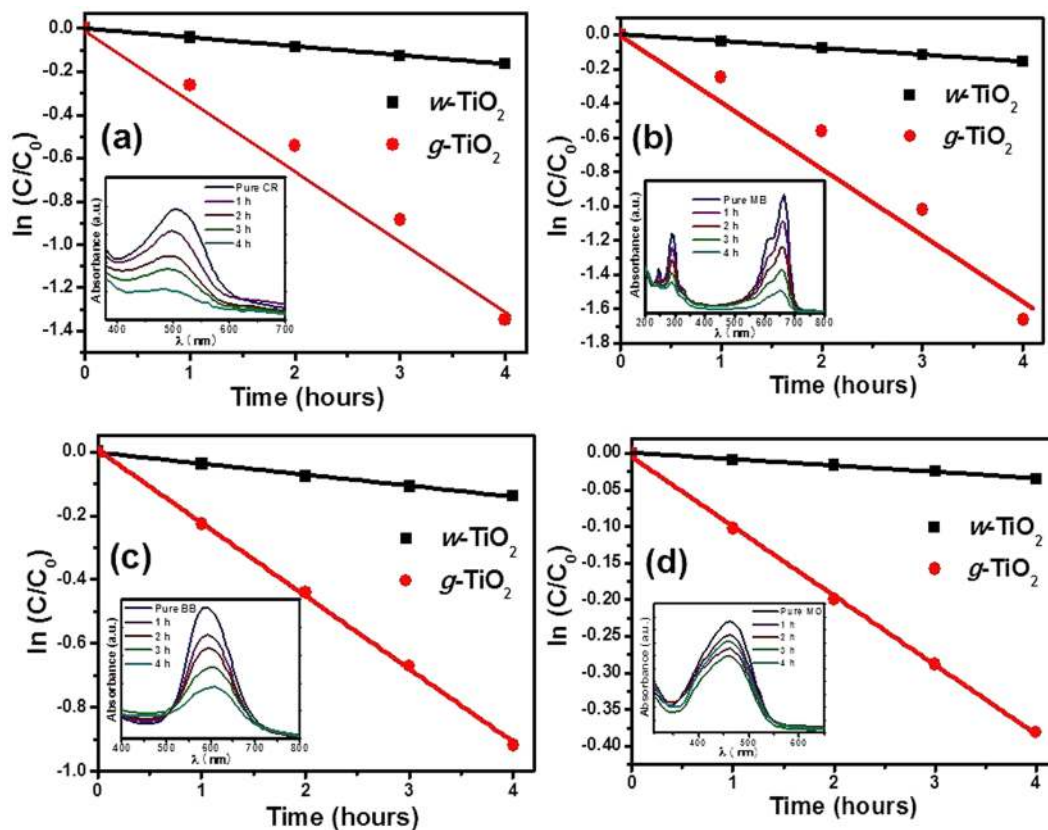 (a)
ln (C/C0)
0.0
-0.2
-0.4
-0.6
-0.8
-1.0
-1.2
-1.4
w-TiO2
g-TiO2
Pure CR
1 h
2 h
3 h
4 h
Absorbance (a.u.)
400 500 600 700
λ ( nm)
0 1 2 3 4
Time (hours)
(b)
ln (C/C0)
0.0
-0.2
-0.4
-0.6
-0.8
-1.0
-1.2
-1.4
-1.6
-1.8
w-TiO2
g-TiO2
Pure MB
1 h
2 h
3 h
4 h
Absorbance (a.u.)
200 300 400 500 600 700 800
λ ( nm)
0 1 2 3 4
Time (hours)
(c)
ln (C/C0)
0.0
-0.2
-0.4
-0.6
-0.8
-1.0
w-TiO2
g-TiO2
Pure BB
1 h
2 h
3 h
4 h
Absorbance (a.u.)
400 500 600 700 800
λ ( nm)
0 1 2 3 4
Time (hours)
(d)
ln (C/C0)
0.00
-0.05
-0.10
-0.15
-0.20
-0.25
-0.30
-0.35
-0.40
w-TiO2
g-TiO2
Pure MO
1 h
2 h
3 h
4 h
Absorbance (a.u.)
400 500 600
λ ( nm)
0 1 2 3 4
Time (hours)